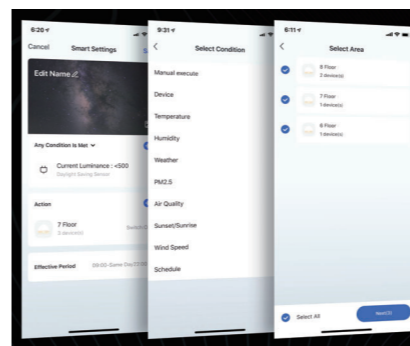 6:20
Cancel Smart Settings
Edit Name
Any Condition Is Met
Current Luminance : <500
Daylight Saving Sensor
Action
7 Floor
Effective Period
9:31
Select Condition
Manual execute
Device
Temperature
Humidity
Weather
PM2.5
Air Quality
Sunset/Sunrise
Wind Speed
Schedule
6:11
Select Area
8 Floor
2 device(s)
7 Floor
1 device(s)
6 Floor
1 device(s)
Select All